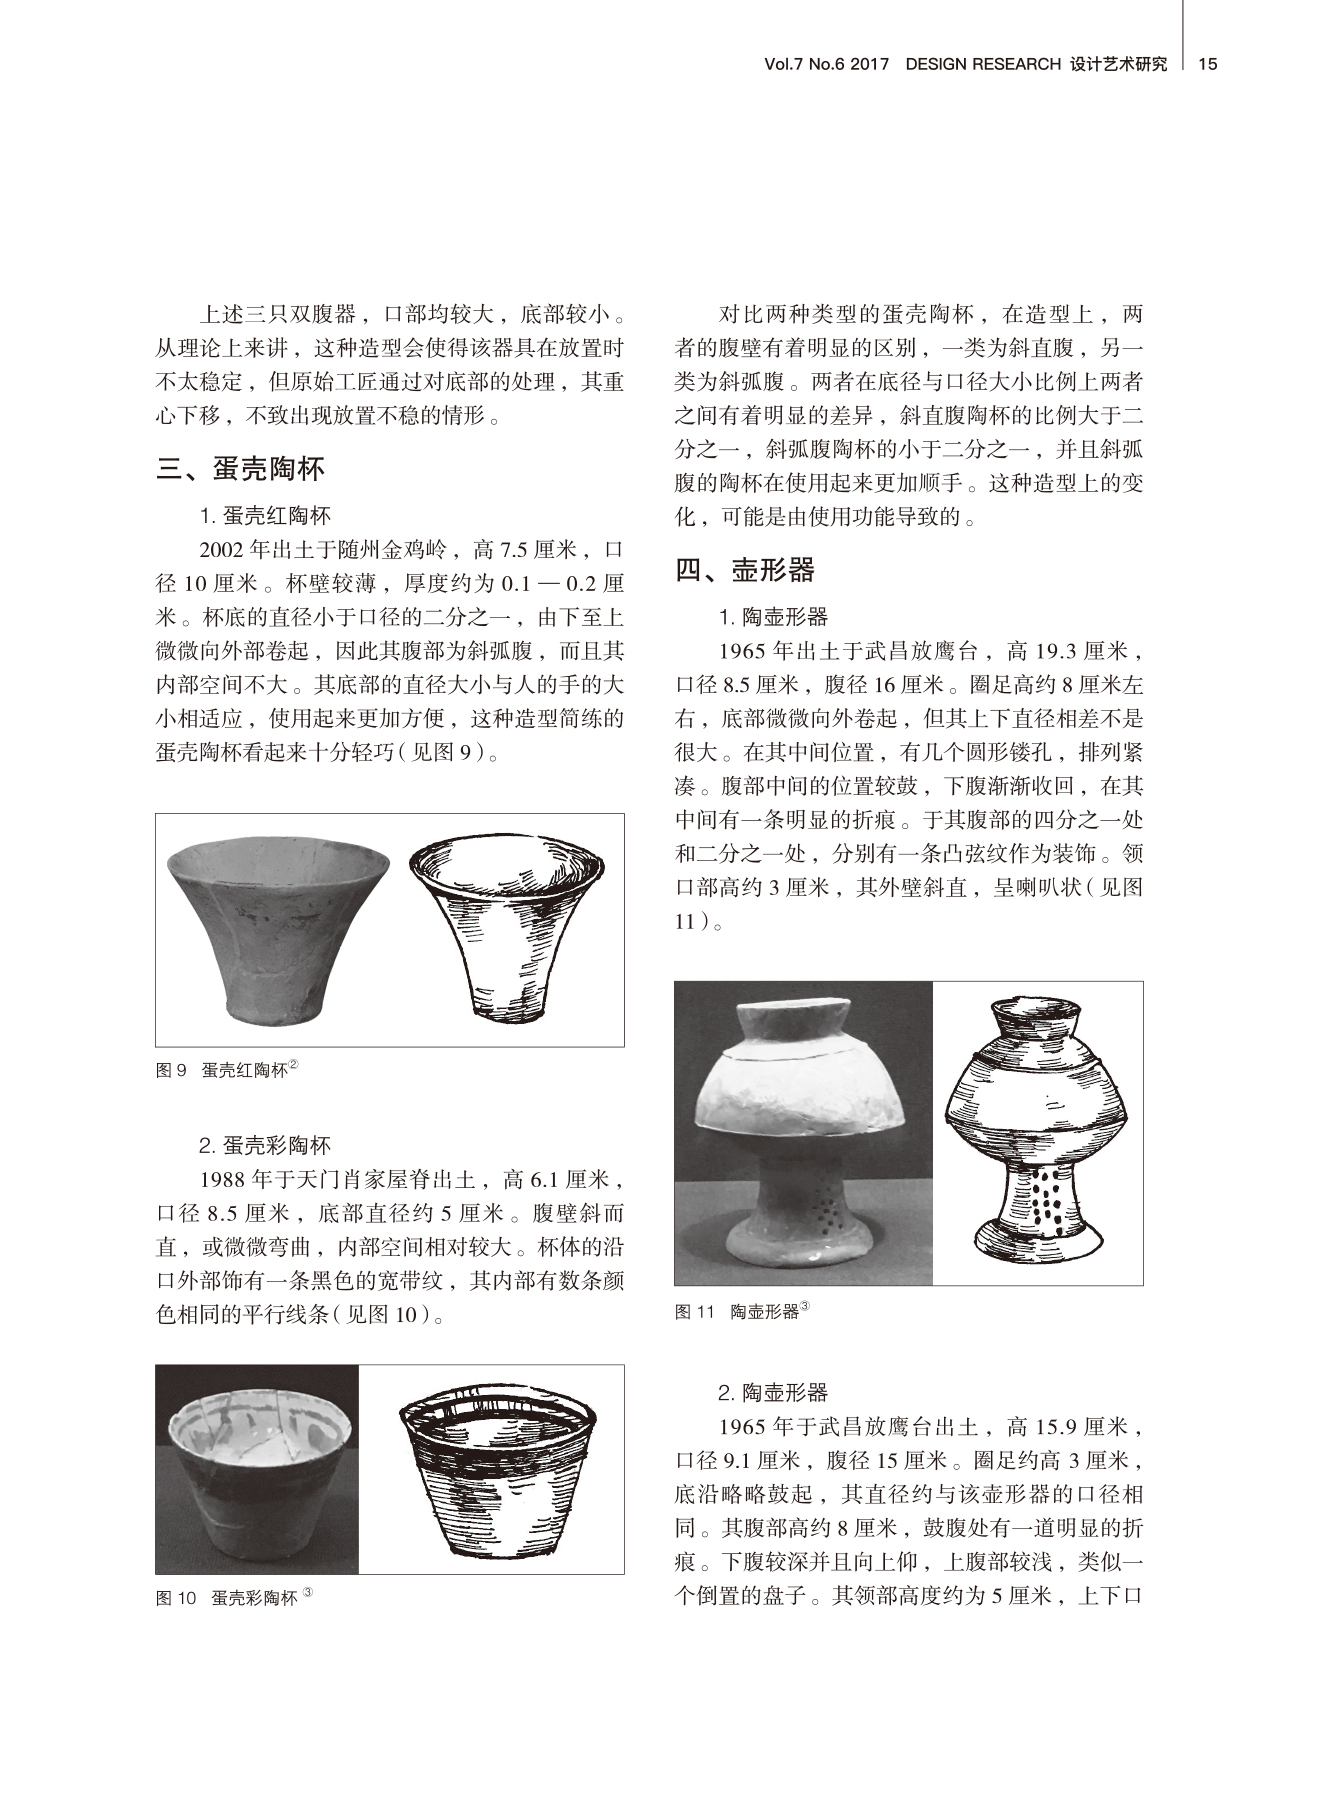 Vol.7 No.6 2017 DESIGN RESEARCH 设计艺术研究 15
上述三只双腹器，口部均较大，底部较小。
从理论上来讲，这种造型会使得该器具在放置时
不太稳定，但原始工匠通过对底部的处理，其重
心下移，不致出现放置不稳的情形。
三、蛋壳陶杯
1. 蛋壳红陶杯
2002 年出土于随州金鸡岭，高 7.5 厘米，口
径 10 厘米。杯壁较薄，厚度约为 0.1 — 0.2 厘
米。杯底的直径小于口径的二分之一，由下至上
微微向外部卷起，因此其腹部为斜弧腹，而且其
内部空间不大。其底部的直径大小与人的手的大
小相适应，使用起来更加方便，这种造型简练的
蛋壳陶杯看起来十分轻巧（见图 9）。
图 9 蛋壳红陶杯②
2. 蛋壳彩陶杯
1988 年于天门肖家屋脊出土，高 6.1 厘米，
口径 8.5 厘米，底部直径约 5 厘米。腹壁斜而
直，或微微弯曲，内部空间相对较大。杯体的沿
口外部饰有一条黑色的宽带纹，其内部有数条颜
色相同的平行线条（见图 10）。
图 10 蛋壳彩陶杯 ③
对比两种类型的蛋壳陶杯，在造型上，两
者的腹壁有着明显的区别，一类为斜直腹，另一
类为斜弧腹。两者在底径与口径大小比例上两者
之间有着明显的差异，斜直腹陶杯的比例大于二
分之一，斜弧腹陶杯的小于二分之一，并且斜弧
腹的陶杯在使用起来更加顺手。这种造型上的变
化，可能是由使用功能导致的。
四、壶形器
1. 陶壶形器
1965 年出土于武昌放鹰台，高 19.3 厘米，
口径 8.5 厘米，腹径 16 厘米。圈足高约 8 厘米左
右，底部微微向外卷起，但其上下直径相差不是
很大。在其中间位置，有几个圆形镂孔，排列紧
凑。腹部中间的位置较鼓，下腹渐渐收回，在其
中间有一条明显的折痕。于其腹部的四分之一处
和二分之一处，分别有一条凸弦纹作为装饰。领
口部高约 3 厘米，其外壁斜直，呈喇叭状（见图
11）。
图 11 陶壶形器③
2. 陶壶形器
1965 年于武昌放鹰台出土，高 15.9 厘米，
口径 9.1 厘米，腹径 15 厘米。圈足约高 3 厘米，
底沿略略鼓起，其直径约与该壶形器的口径相
同。其腹部高约 8 厘米，鼓腹处有一道明显的折
痕。下腹较深并且向上仰，上腹部较浅，类似一
个倒置的盘子。其领部高度约为 5 厘米，上下口